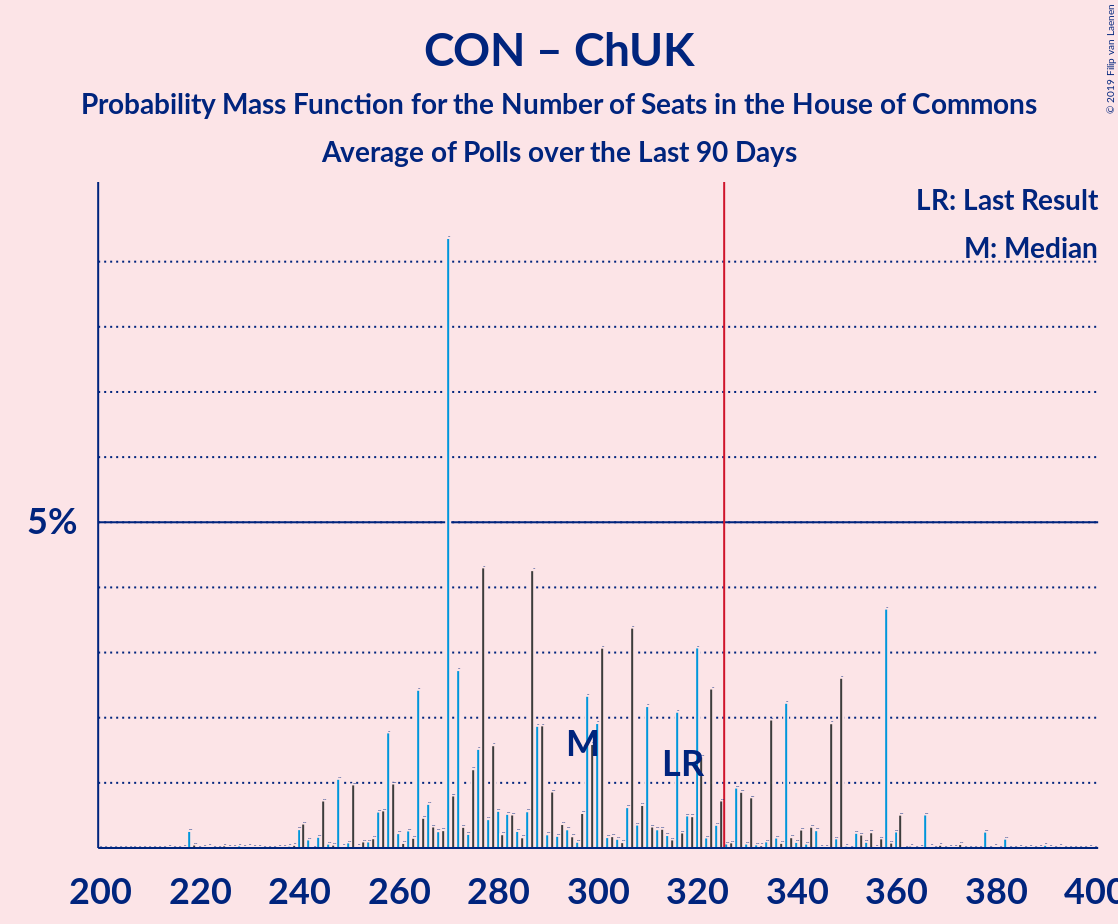 CON – ChUK
Probability Mass Function for the Number of Seats in the House of Commons
Average of Polls over the Last 90 Days
© 2019 Filip van Laenen
LR: Last Result
M: Median
5%
M
LR
200 220 240 260 280 300 320 340 360 380 400